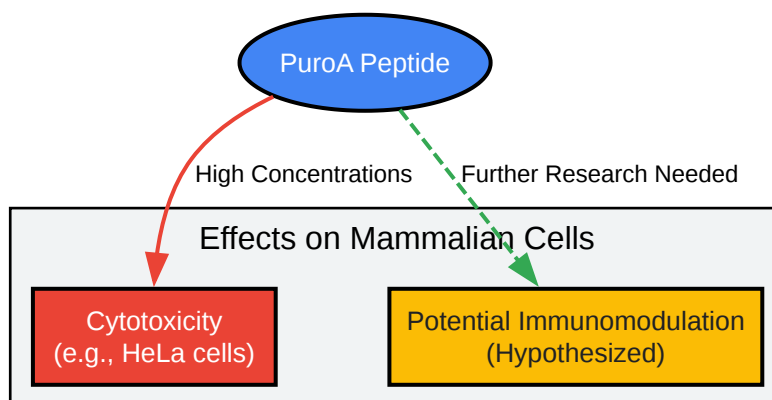 PuroA Peptide
High Concentrations
Further Research Needed
Effects on Mammalian Cells
Cytotoxicity
(e.g., HeLa cells)
Potential Immunomodulation
(Hypothesized)